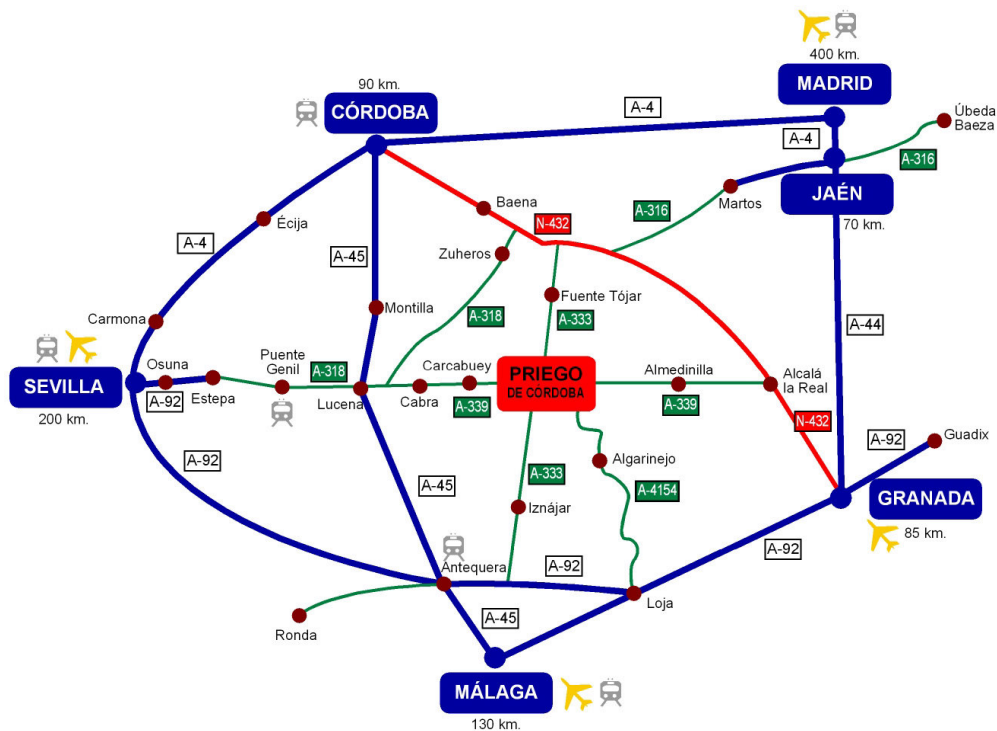 400 km.
MADRID
90 km.
CÓRDOBA
A-4
Úbeda
Baeza
A-4
A-316
JAÉN
70 km.
Martos
A-316
Baena
N-432
Écija
A-4
A-45
Zuheros
Fuente Tójar
A-333
Montilla
A-318
Carmona
A-44
Osuna
Puente
Genil
A-318
Carcabuey
PRIEGO
DE CÓRDOBA
Almedinilla
Alcalá
la Real
SEVILLA
200 km.
A-92
Estepa
Lucena
Cabra
A-339
A-339
N-432
A-92
Guadix
A-92
A-45
A-333
Algarinejo
A-4154
Iznájar
GRANADA
85 km.
A-92
Antequera
A-92
Loja
Ronda
A-45
MÁLAGA
130 km.